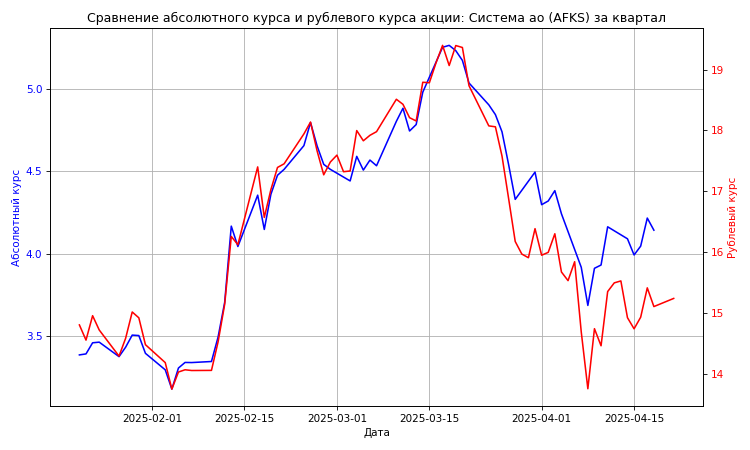 Сравнение абсолютного курса и рублевого курса акции: Система ао (AFKS) за квартал
Абсолютный курс
5.0
4.5
4.0
3.5
19
18
17
16
15
14
Рублевый курс
2025-02-01 2025-02-15 2025-03-01 2025-03-15 2025-04-01 2025-04-15
Дата